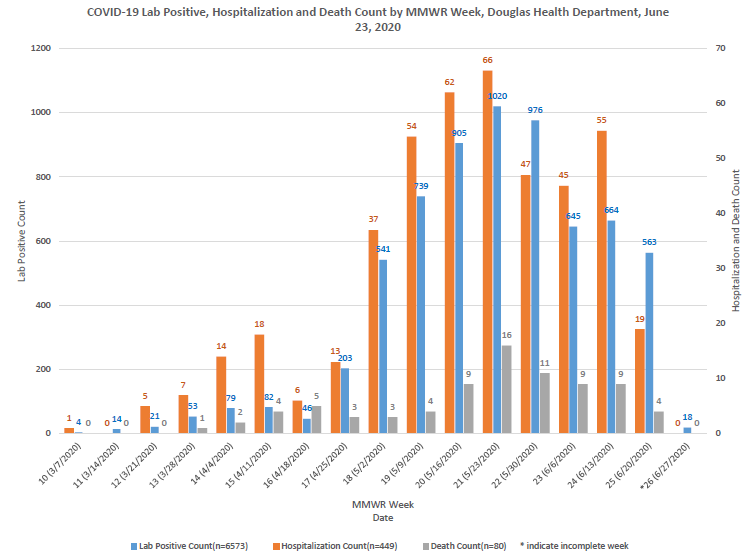 COVID-19 Lab Positive, Hospitalization and Death Count by MMWR Week, Douglas Health Department, June
23, 2020
1200
1000
800
600
400
200
0
Lab Positive Count
70
60
50
40
30
20
10
0
Hospitalization and Death Count
1 4 0
0 14 0
5 21 0
7 53 1
14 79 2
18 82 4
6 46 5
13 203 3
37 541 3
54 739 4
62 905 9
66 1020 16
47 976 11
45 645 9
55 664 9
19 563 4
0 18 0
10 (3/7/2020)
11 (3/14/2020)
12 (3/21/2020)
13 (3/28/2020)
14 (4/4/2020)
15 (4/11/2020)
16 (4/18/2020)
17 (4/25/2020)
18 (5/2/2020)
19 (5/9/2020)
20 (5/16/2020)
21 (5/23/2020)
22 (5/30/2020)
23 (6/6/2020)
24 (6/13/2020)
25 (6/20/2020)
*26 (6/27/2020)
MMWR Week
Date
Lab Positive Count(n=6573) Hospitalization Count(n=449) Death Count(n=80) * indicate incomplete week